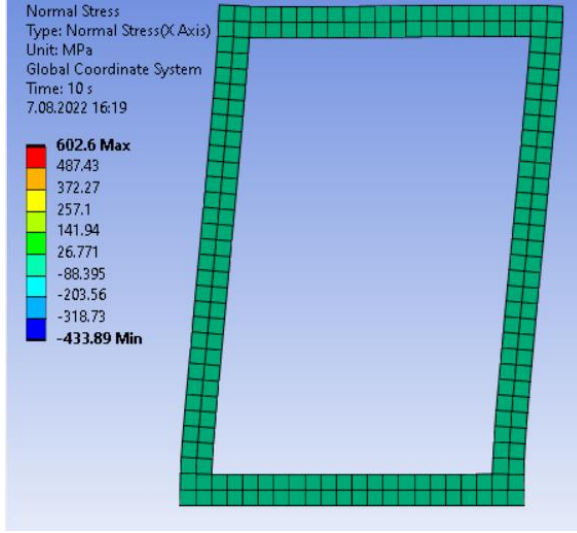 Normal Stress
Type: Normal Stress(X Axis)
Unit: MPa
Global Coordinate System
Time: 10 s
7.08.2022 16:19
602.6 Max
487.43
372.27
257.1
141.94
26.771
-88.395
-203.56
-318.73
-433.89 Min